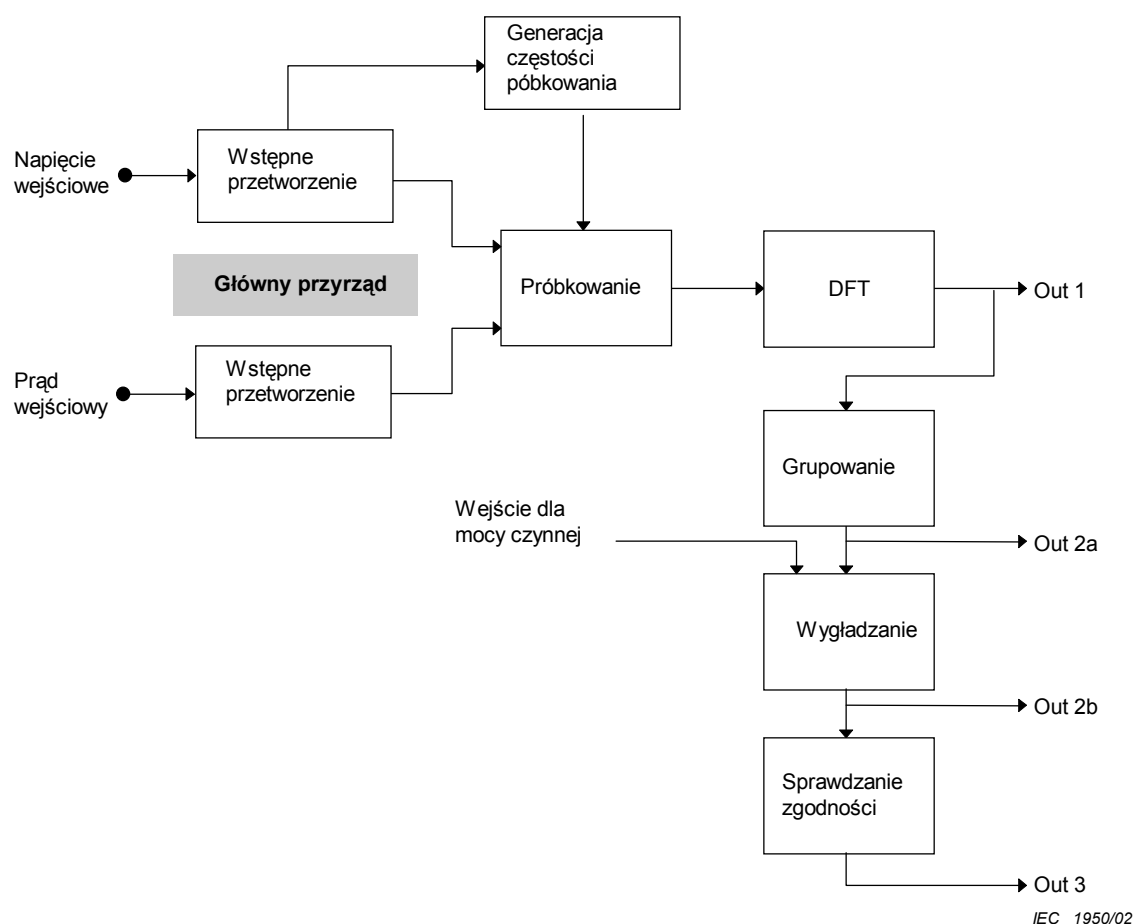 Generacja
częstości
póbkowania
Napięcie
wejściowe
Wstępne
przetworzenie
Główny przyrząd
Próbkowanie
DFT
Out 1
Prąd
wejściowy
Wstępne
przetworzenie
Grupowanie
Wejście dla
mocy czynnej
Out 2a
Wygładzanie
Out 2b
Sprawdzanie
zgodności
Out 3
IEC 1950/02